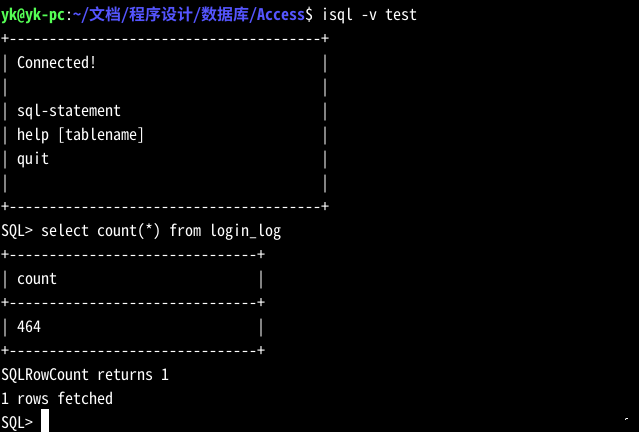 yk@yk-pc:~/文档/程序设计/数据库/Access$ isql -v test
+---------------------------------------+
| Connected!                            |
|                                       |
| sql-statement                         |
| help [tablename]                      |
| quit                                  |
|                                       |
+---------------------------------------+
SQL> select count(*) from login_log
+-------------------------------+
| count                         |
+-------------------------------+
| 464                           |
+-------------------------------+
SQLRowCount returns 1
1 rows fetched
SQL>